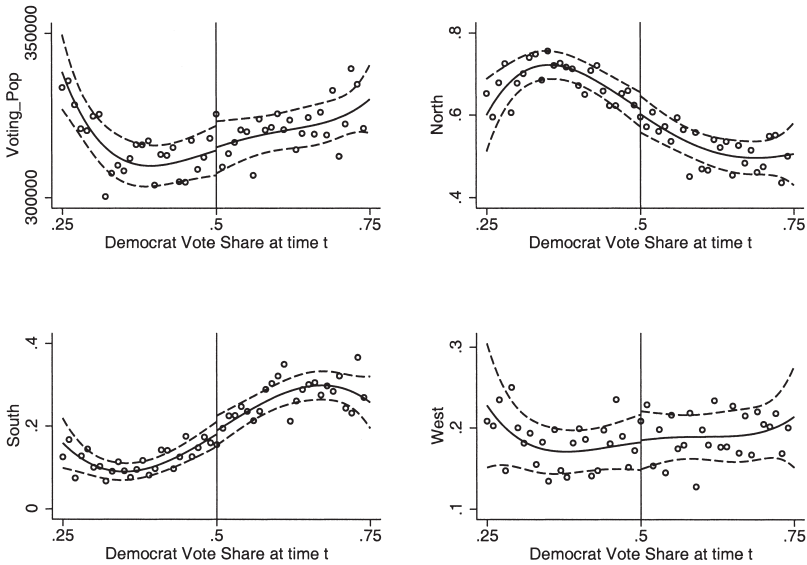 350000
Voting_Pop
300000
.25 .5 .75
Democrat Vote Share at time t
.8
North
.6
.4
.25 .5 .75
Democrat Vote Share at time t
.4
South
.2
0
.25 .5 .75
Democrat Vote Share at time t
.3
West
.2
.1
.25 .5 .75
Democrat Vote Share at time t